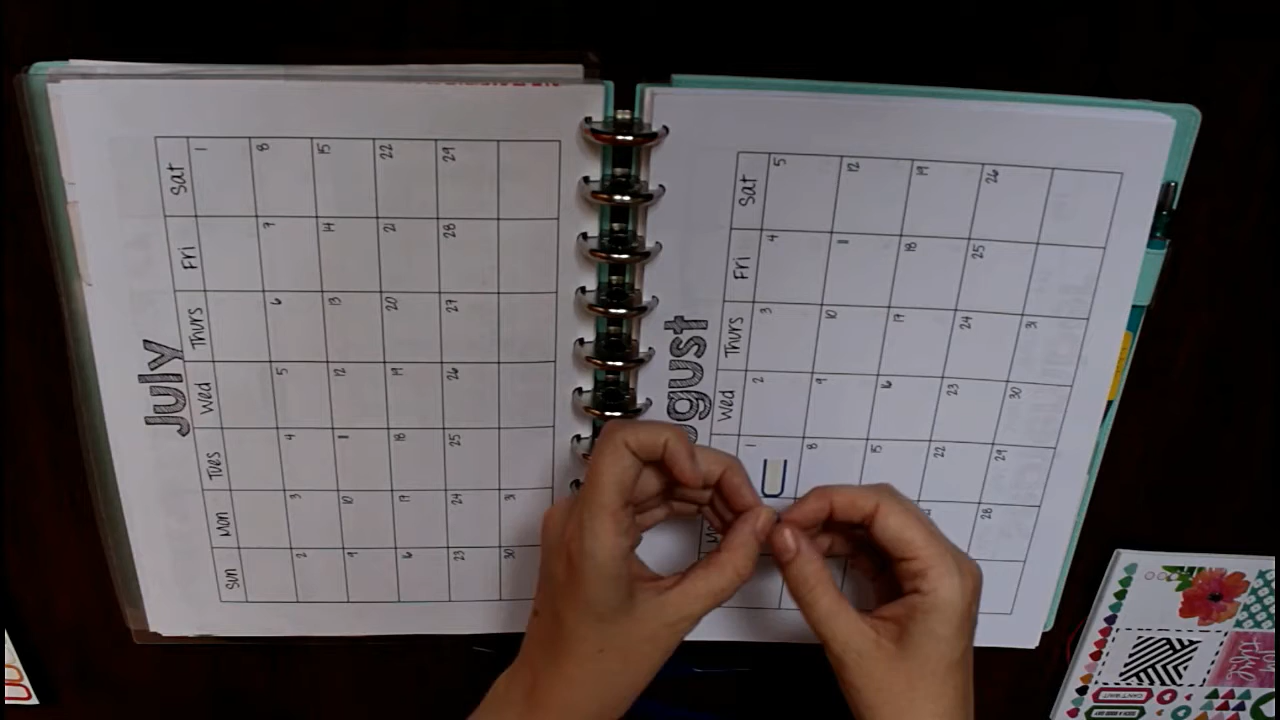 July
Sun Mon Tues Wed Thurs Fri Sat
1
2 3 4 5 6 7 8
9 10 11 12 13 14 15
16 17 18 19 20 21 22
23 24 25 26 27 28 29
30 31
gust
Wed Thurs Fri Sat
1 2 3 4 5
8 9 10 11 12
15 16 17 18 19
22 23 24 25 26
28 29 30 31
CAN'T WAIT